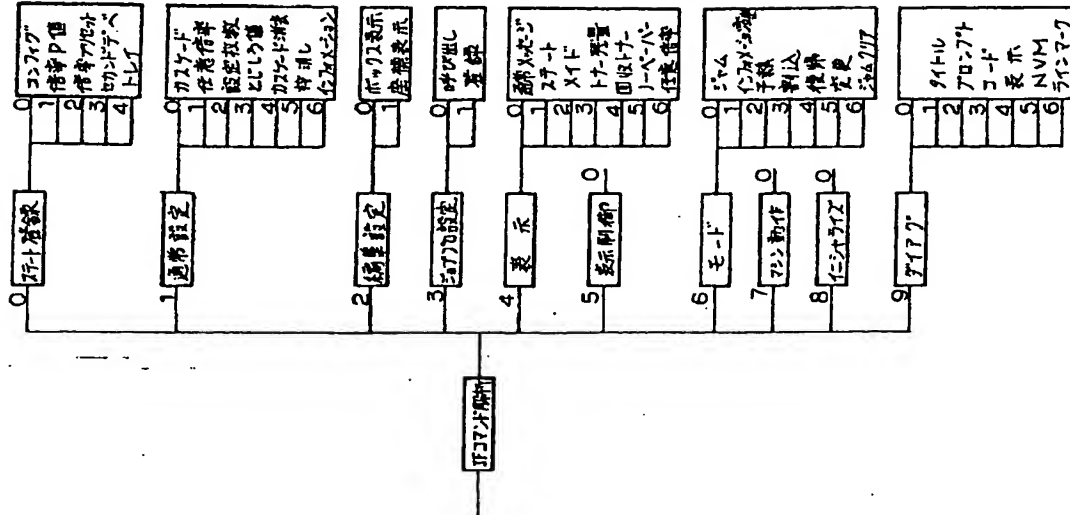 IFコマンド解析
0 ステート登録
0 コンフィグ
1 倍率P値
2 倍率プリセット
3 セカンドデベ
4 トレイ
1 通常設定
0 カスケード
1 任意倍率
2 設定枚数
3 とじしろ値
4 カスケード消去
5 枠消し
6 インフォメーション
2 編集設定
0 ボックス表示
1 座標表示
3 ジョブプログ設定
0 呼び出し
1 登録
4 表示
0 メッセージ
1 ステート
2 メイド
3 トナー残量
4 回収トナー
5 ノーペーパー
6 任意倍率
5 表示制御 0
6 モード
0 ジャム
1 インフォメーション
2 予熱
3 割込
4 復帰
5 変更
6 ジャムクリア
7 マシン動作 0
8 イニシャライズ 0
9 ダイアグ
0
1 タイトル
2 プロンプト
3 コード
4 表示
5 NVM
6 ラインマーク